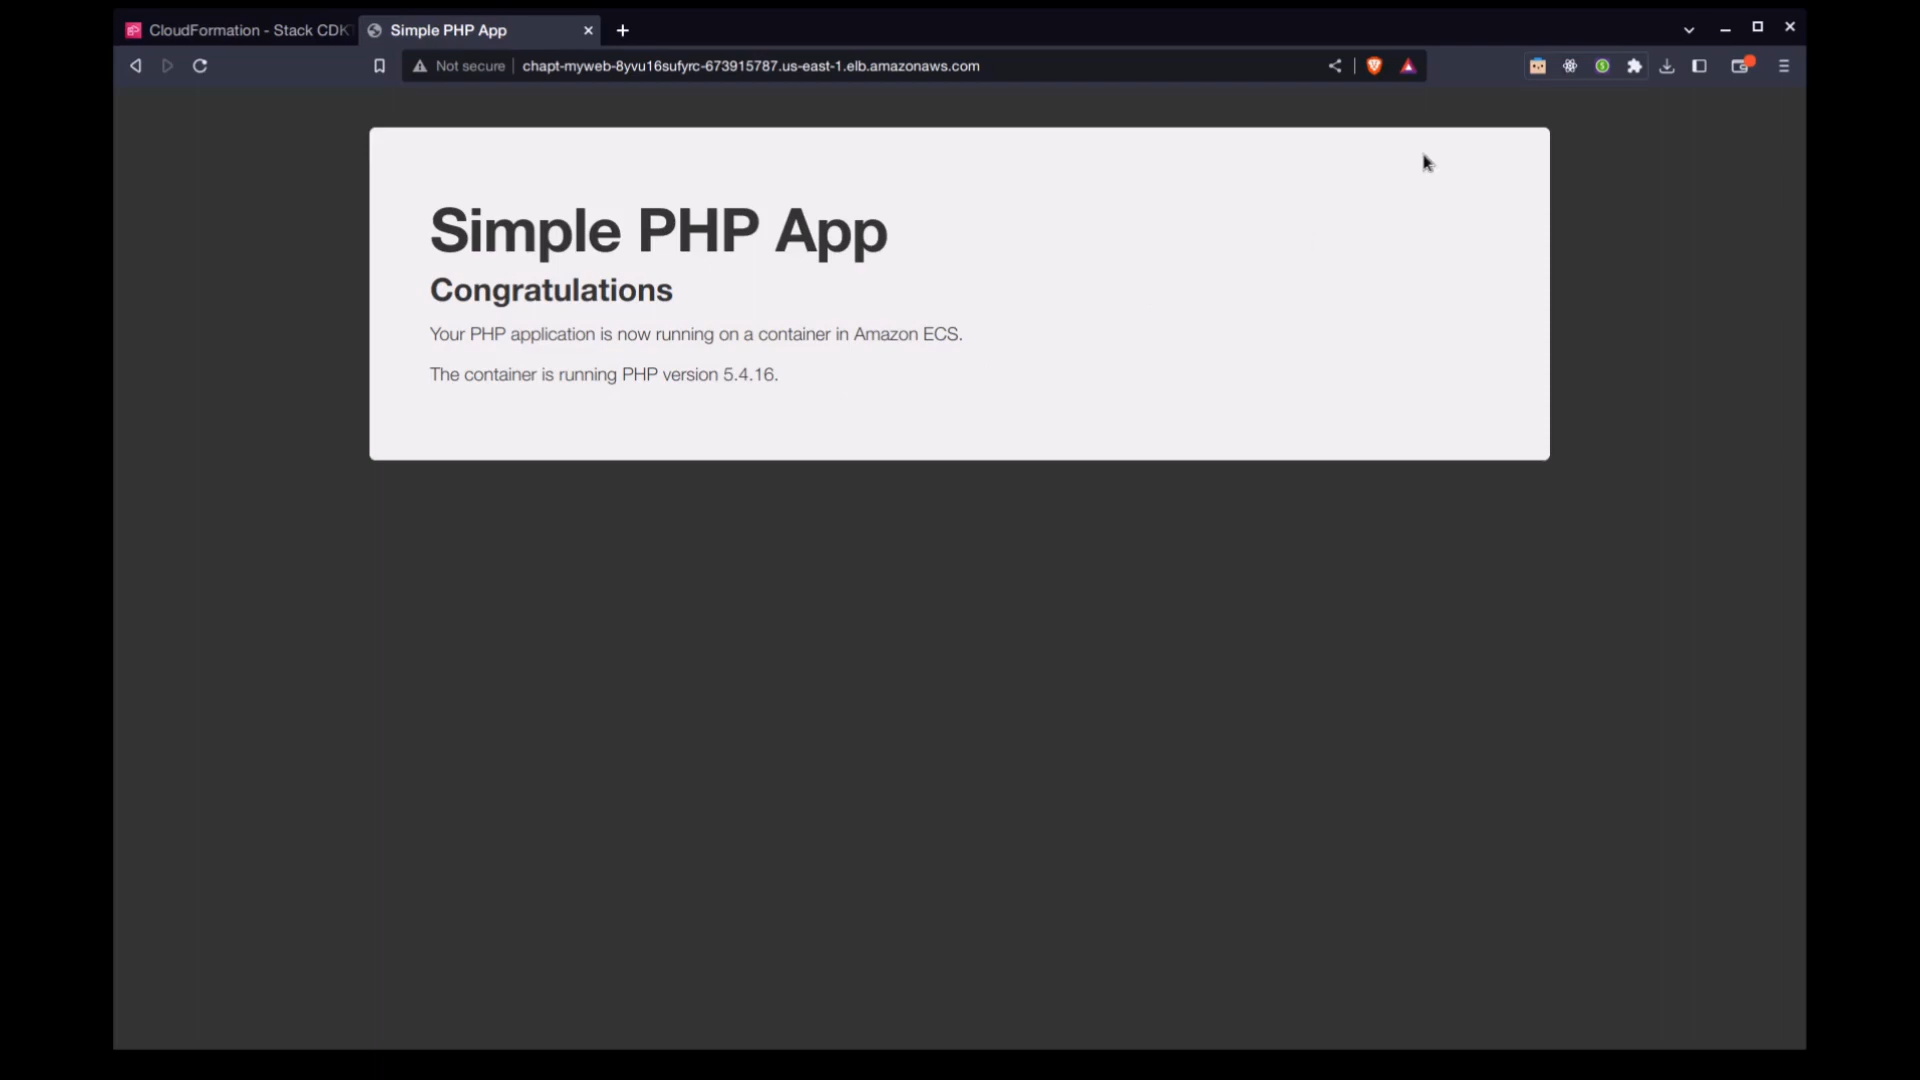 CloudFormation - Stack CDK
Simple PHP App
Not secure
chapt-myweb-8yvu16sufyrc-673915787.us-east-1.elb.amazonaws.com
Simple PHP App
Congratulations
Your PHP application is now running on a container in Amazon ECS.
The container is running PHP version 5.4.16.